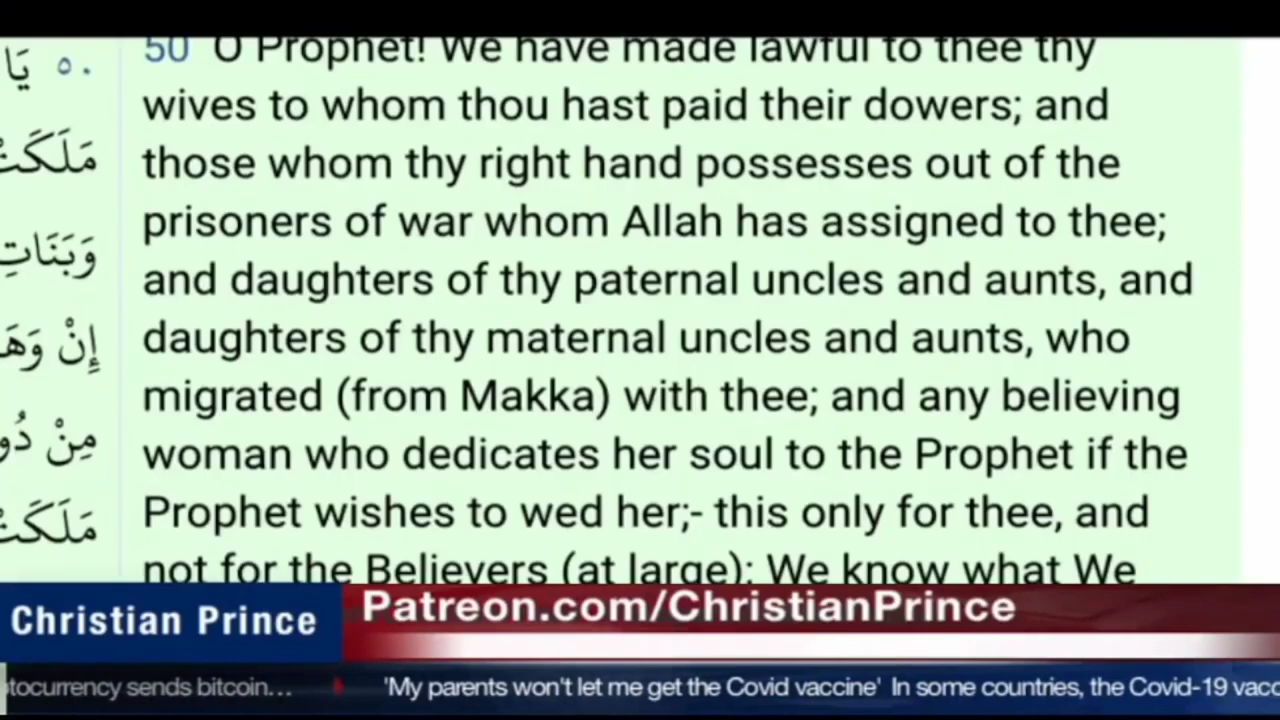 50 O Prophet! We have made lawful to thee thy
wives to whom thou hast paid their dowers; and
those whom thy right hand possesses out of the
prisoners of war whom Allah has assigned to thee;
and daughters of thy paternal uncles and aunts, and
daughters of thy maternal uncles and aunts, who
migrated (from Makka) with thee; and any believing
woman who dedicates her soul to the Prophet if the
Prophet wishes to wed her;- this only for thee, and
not for the Believers (at large); We know what We
٥٠ يَا
مَلَكَتْ
وَبَنَاتِ
إِنْ
مِنْ
مَلَكَتْ
Christian Prince
Patreon.com/ChristianPrince
sends bitcoin... 'My parents won't let me get the Covid vaccine' In some countries, the Covid-19